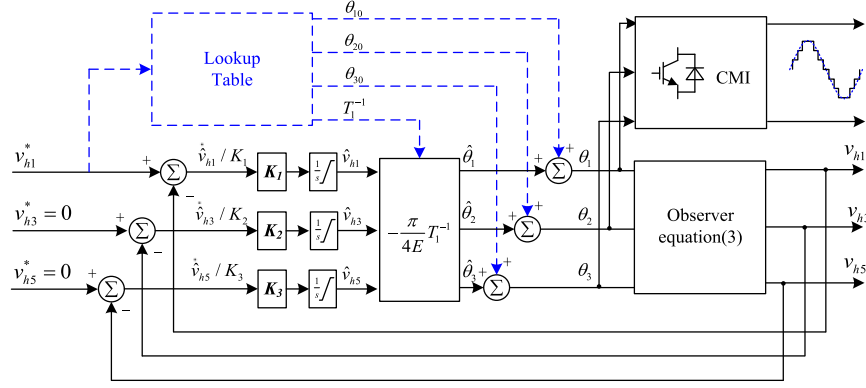 θ₁₀
θ₂₀
θ₃₀
T₁⁻¹
Lookup
Table
CMI
v*ₕ₁
+
−
Σ
v̂̇ₕ₁ / K₁
K₁
1/s
v̂ₕ₁
θ̂₁
+
+
Σ
θ₁
vₕ₁
v*ₕ₃ = 0
+
−
Σ
v̂̇ₕ₃ / K₂
K₂
1/s
v̂ₕ₃
−π/4E T₁⁻¹
θ̂₂
+
+
Σ
θ₂
Observer
equation(3)
vₕ₃
v*ₕ₅ = 0
+
−
Σ
v̂̇ₕ₅ / K₃
K₃
1/s
v̂ₕ₅
θ̂₃
+
+
Σ
θ₃
vₕ₅